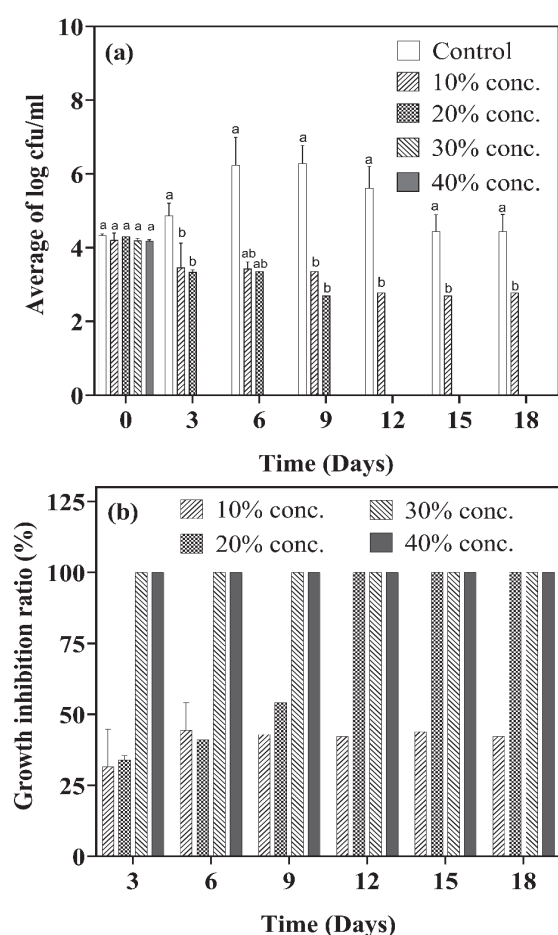 (a)
Control
10% conc.
20% conc.
30% conc.
40% conc.
Average of log cfu/ml
10
8
6
4
2
0
a a a a a
a b b
a ab ab
a b b
a b
a b
a b
0 3 6 9 12 15 18
Time (Days)
(b)
10% conc. 30% conc.
20% conc. 40% conc.
Growth inhibition ratio (%)
125
100
75
50
25
0
3 6 9 12 15 18
Time (Days)